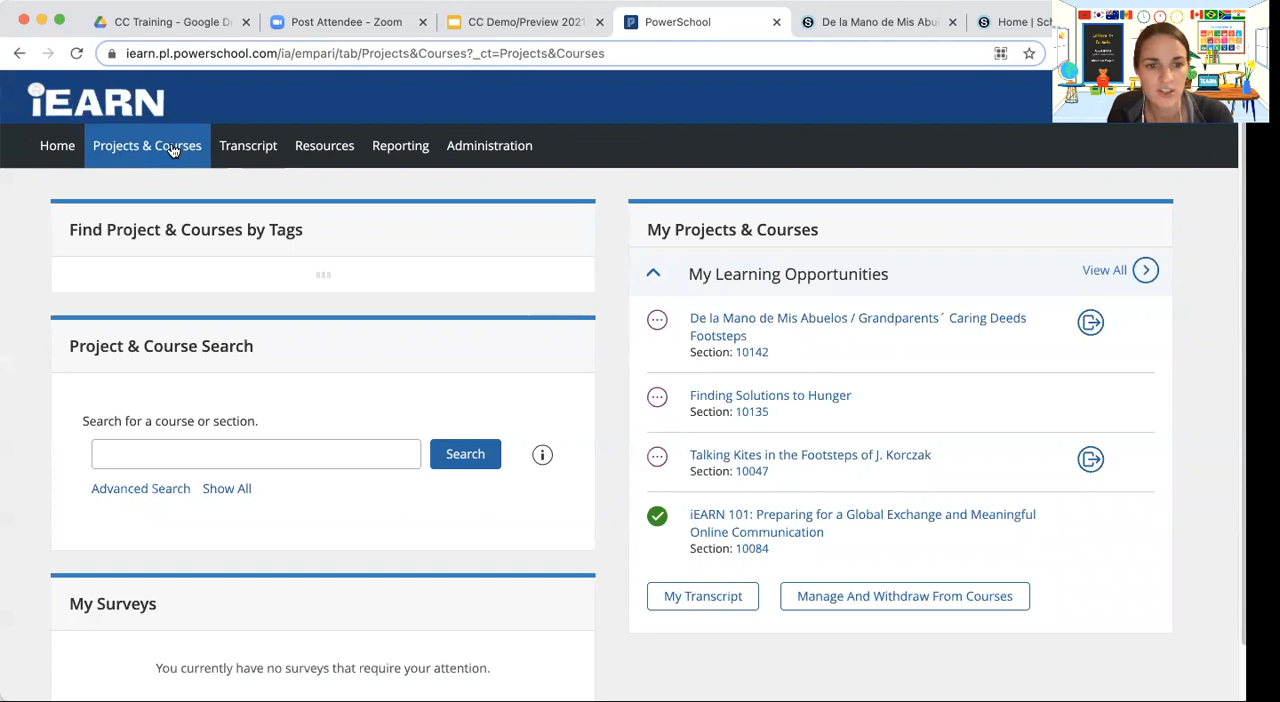 CC Training - Google Dr
Post Attendee - Zoom
CC Demo/Preview 2021
PowerSchool
De la Mano de Mis Abu
Home | Sch
iearn.pl.powerschool.com/ia/empari/tab/Projects+Courses?_ct=Projects&Courses
iEARN
Home
Projects & Courses
Transcript
Resources
Reporting
Administration
Find Project & Courses by Tags
Project & Course Search
Search for a course or section.
Search
Advanced Search
Show All
My Surveys
You currently have no surveys that require your attention.
My Projects & Courses
My Learning Opportunities
View All
De la Mano de Mis Abuelos / Grandparents´ Caring Deeds
Footsteps
Section: 10142
Finding Solutions to Hunger
Section: 10135
Talking Kites in the Footsteps of J. Korczak
Section: 10047
iEARN 101: Preparing for a Global Exchange and Meaningful
Online Communication
Section: 10084
My Transcript
Manage And Withdraw From Courses